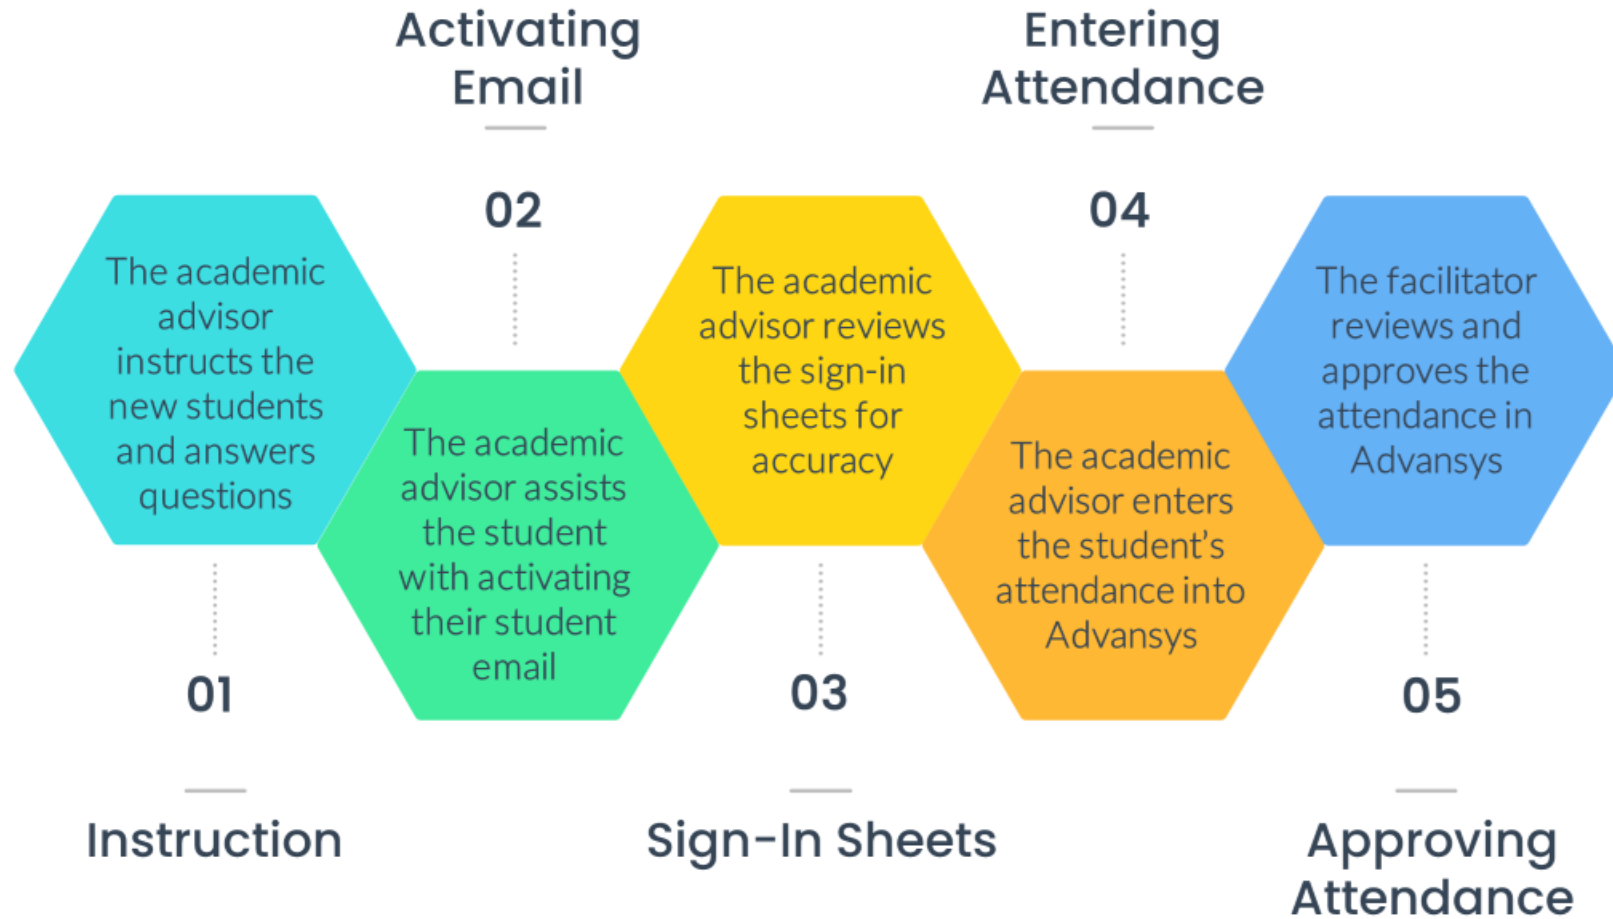 The academic
advisor
instructs the
new students
and answers
questions
01
Instruction
Activating
Email
02
The academic
advisor assists
the student
with activating
their student
email
The academic
advisor reviews
the sign-in
sheets for
accuracy
03
Sign-In Sheets
Entering
Attendance
04
The academic
advisor enters
the student’s
attendance into
Advansys
The facilitator
reviews and
approves the
attendance in
Advansys
05
Approving
Attendance